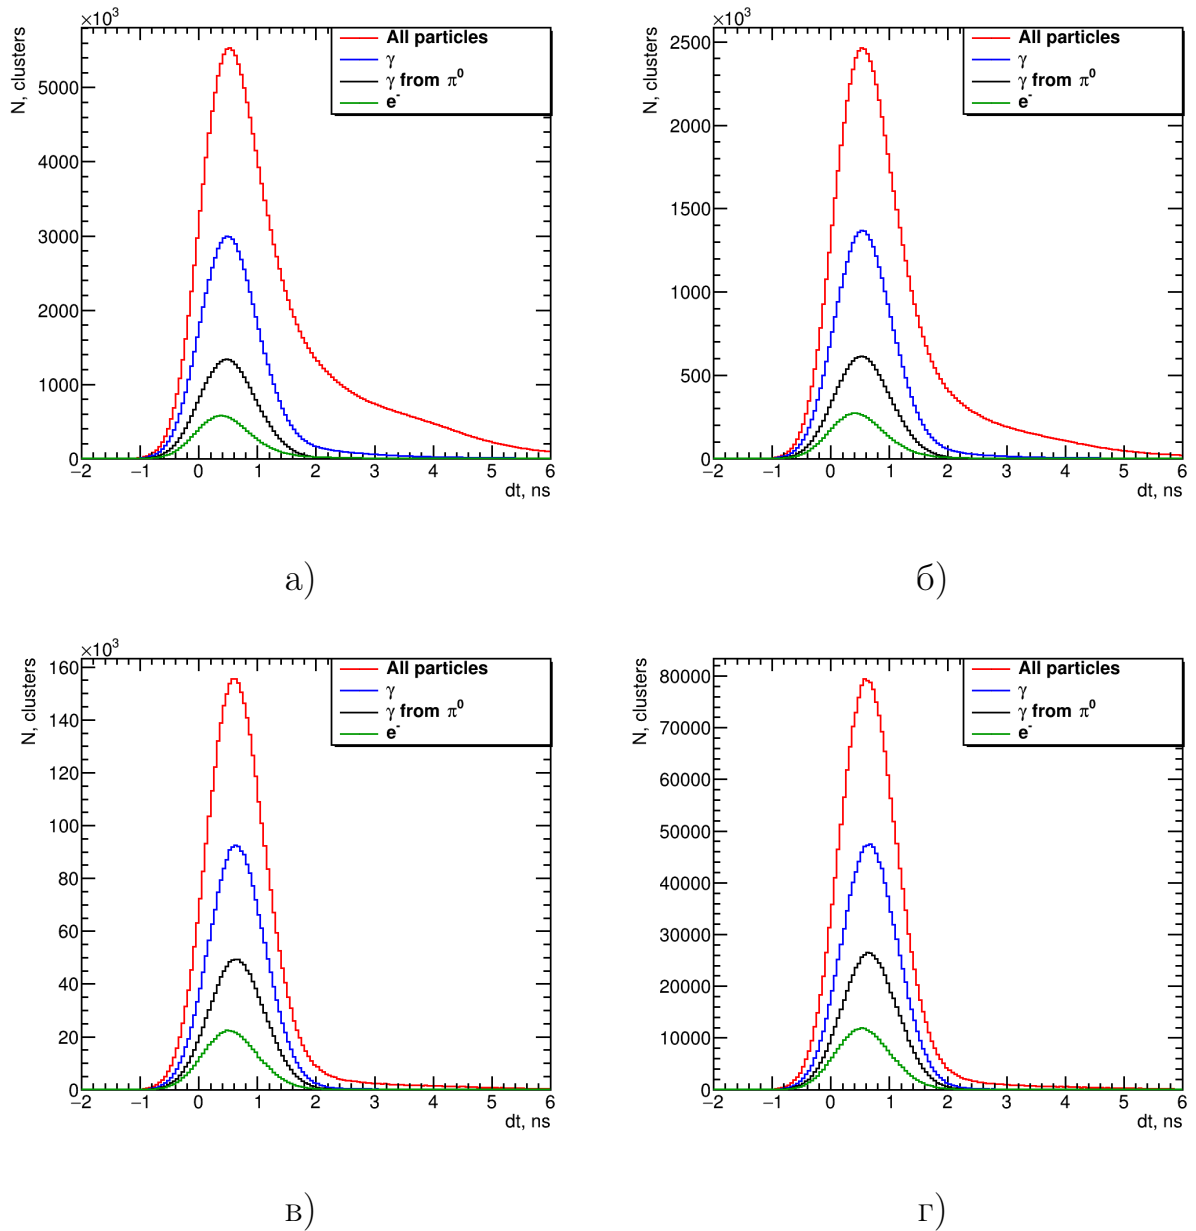 ×10³
N, clusters
All particles
γ
γ from π⁰
e⁻
5000
4000
3000
2000
1000
0
−2 −1 0 1 2 3 4 5 6
dt, ns
а)
×10³
N, clusters
All particles
γ
γ from π⁰
e⁻
2500
2000
1500
1000
500
0
−2 −1 0 1 2 3 4 5 6
dt, ns
б)
×10³
N, clusters
All particles
γ
γ from π⁰
e⁻
160
140
120
100
80
60
40
20
0
−2 −1 0 1 2 3 4 5 6
dt, ns
в)
N, clusters
All particles
γ
γ from π⁰
e⁻
80000
70000
60000
50000
40000
30000
20000
10000
0
−2 −1 0 1 2 3 4 5 6
dt, ns
г)